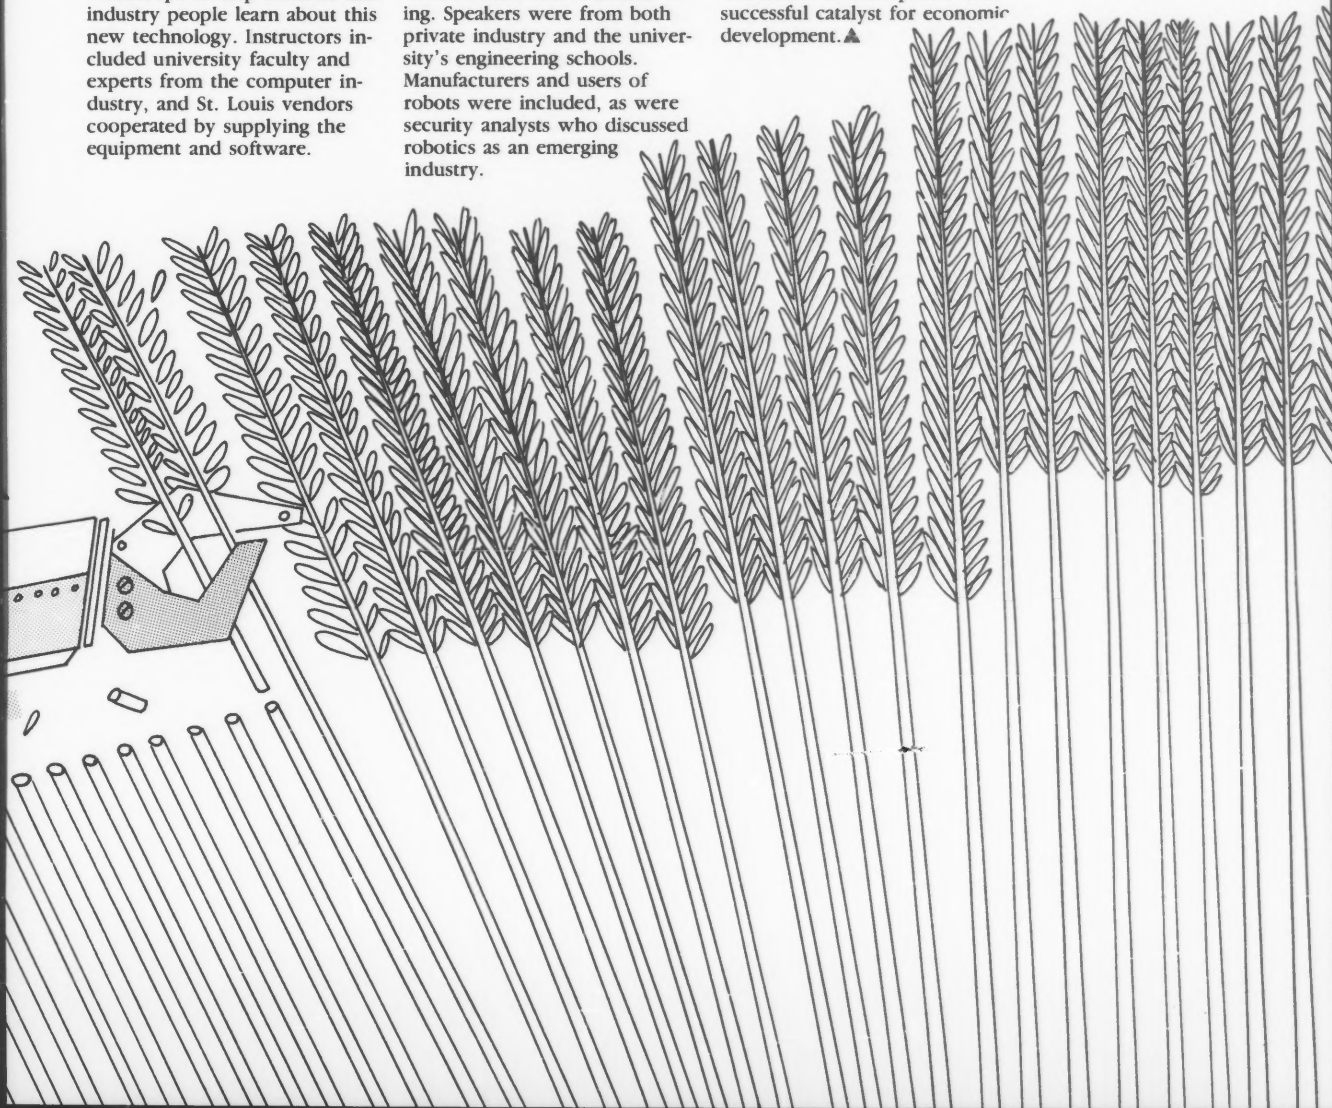 industry people learn about this
new technology. Instructors in-
cluded university faculty and
experts from the computer in-
dustry, and St. Louis vendors
cooperated by supplying the
equipment and software.
ing. Speakers were from both
private industry and the univer-
sity's engineering schools.
Manufacturers and users of
robots were included, as were
security analysts who discussed
robotics as an emerging
industry.
successful catalyst for economic
development.